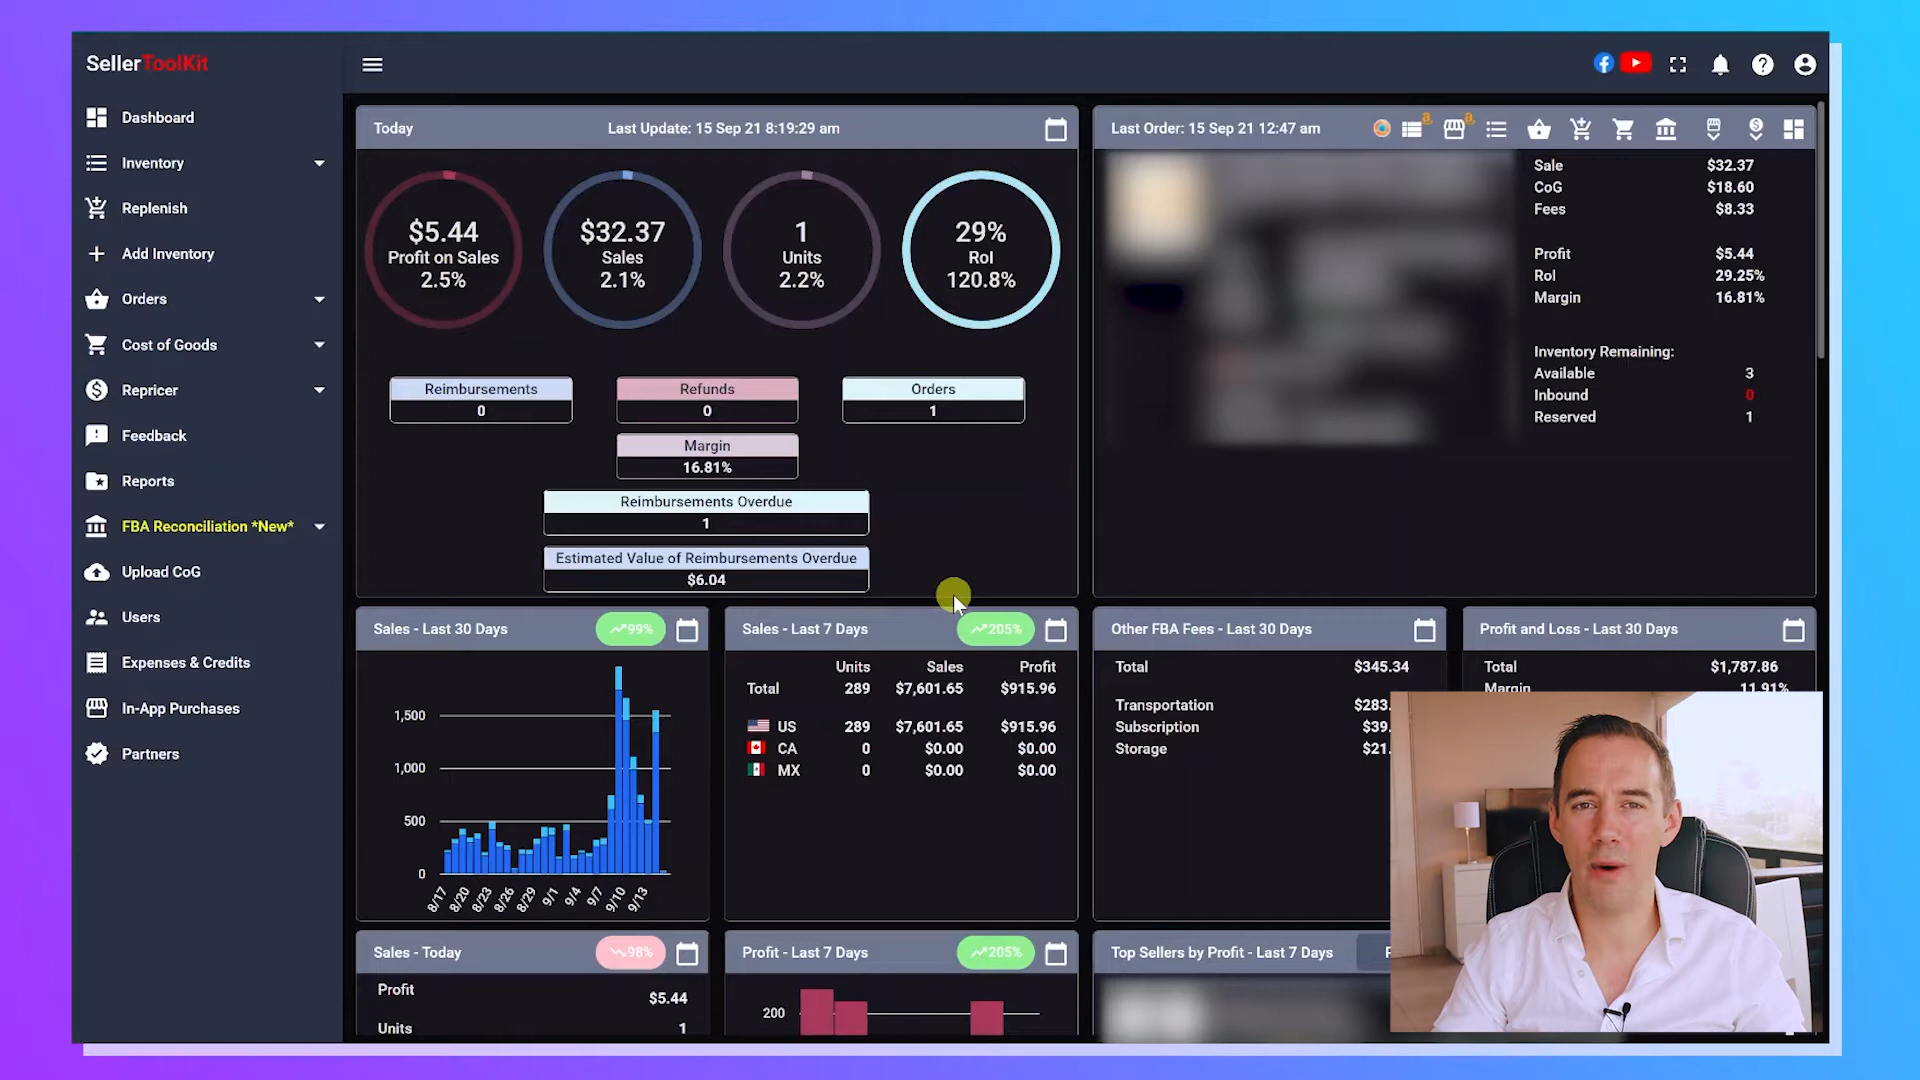 SellerToolKit
Dashboard
Inventory
Replenish
Add Inventory
Orders
Cost of Goods
Repricer
Feedback
Reports
FBA Reconciliation *New*
Upload CoG
Users
Expenses & Credits
In-App Purchases
Partners
Today
Last Update: 15 Sep 21 8:19:29 am
$5.44
Profit on Sales
2.5%
$32.37
Sales
2.1%
1
Units
2.2%
29%
RoI
120.8%
Reimbursements
0
Refunds
0
Orders
1
Margin
16.81%
Reimbursements Overdue
1
Estimated Value of Reimbursements Overdue
$6.04
Last Order: 15 Sep 21 12:47 am
Sale $32.37
CoG $18.60
Fees $8.33
Profit $5.44
RoI 29.25%
Margin 16.81%
Inventory Remaining:
Available 3
Inbound 0
Reserved 1
Sales - Last 30 Days 99%
1,500
1,000
500
0
8/17 8/20 8/23 8/26 8/29 9/1 9/4 9/7 9/10 9/13
Sales - Last 7 Days 205%
Units Sales Profit
Total 289 $7,601.65 $915.96
US 289 $7,601.65 $915.96
CA 0 $0.00 $0.00
MX 0 $0.00 $0.00
Other FBA Fees - Last 30 Days
Total $345.34
Transportation $283.
Subscription $39.
Storage $21.
Profit and Loss - Last 30 Days
Total $1,787.86
Margin 11.91%
Sales - Today 98%
Profit $5.44
Units 1
Profit - Last 7 Days 205%
200
Top Sellers by Profit - Last 7 Days